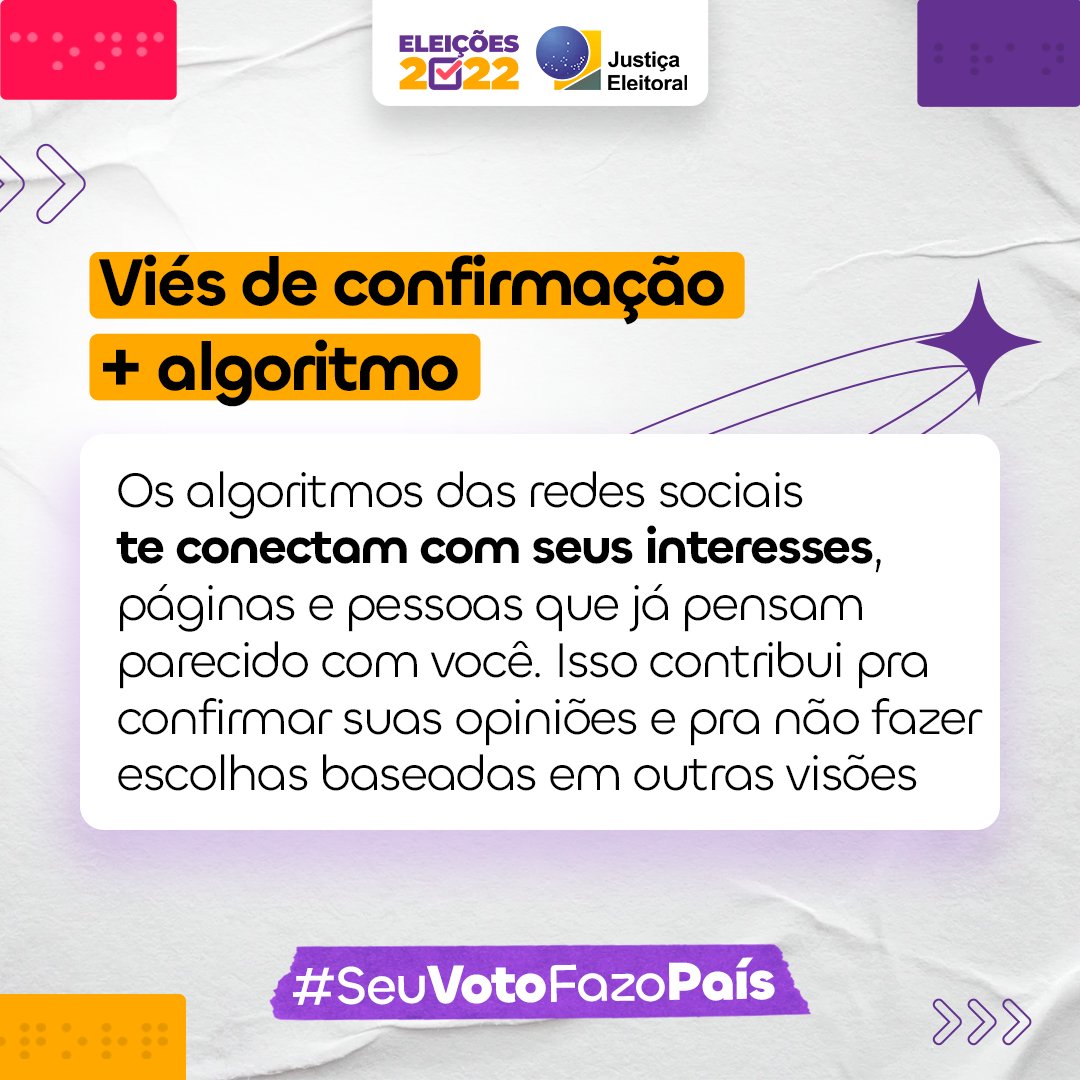 ELEIÇÕES
2022
Justiça
Eleitoral
Viés de confirmação
+ algoritmo
Os algoritmos das redes sociais
te conectam com seus interesses,
páginas e pessoas que já pensam
parecido com você. Isso contribui pra
confirmar suas opiniões e pra não fazer
escolhas baseadas em outras visões
#SeuVotoFazoPaís